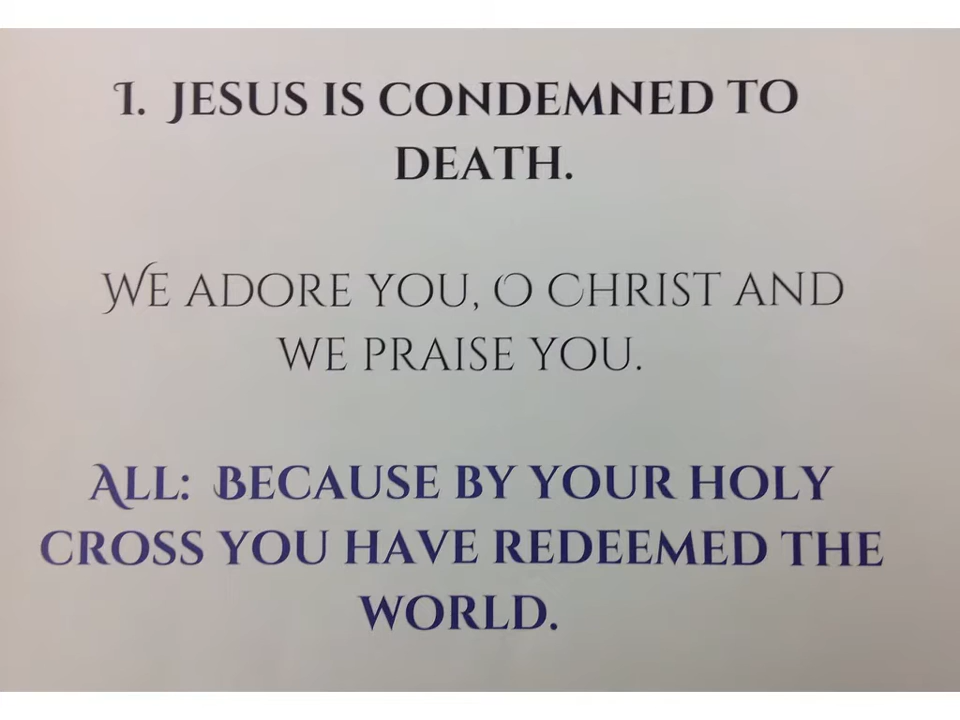 1. JESUS IS CONDEMNED TO
DEATH.
WE ADORE YOU, O CHRIST AND
WE PRAISE YOU.
ALL: BECAUSE BY YOUR HOLY
CROSS YOU HAVE REDEEMED THE
WORLD.